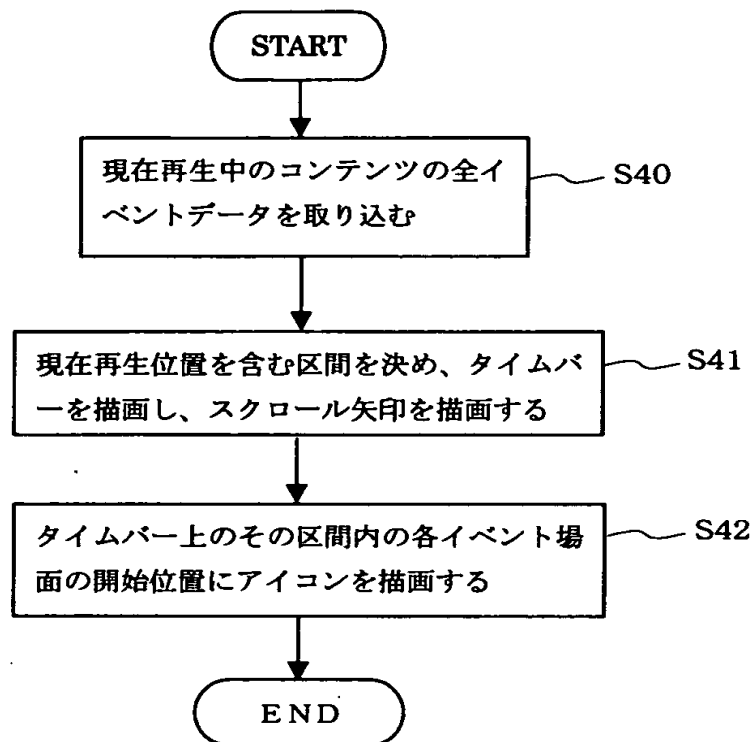 START
現在再生中のコンテンツの全イ
ベントデータを取り込む
S40
現在再生位置を含む区間を決め、タイムバ
ーを描画し、スクロール矢印を描画する
S41
タイムバー上のその区間内の各イベント場
面の開始位置にアイコンを描画する
S42
END